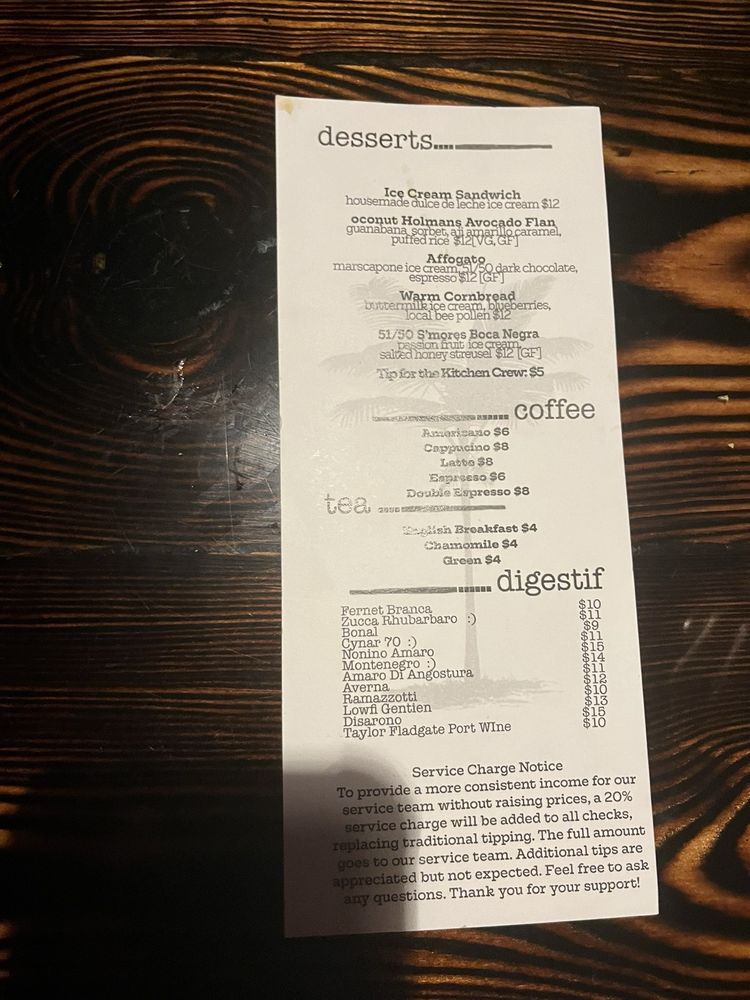 desserts....
Ice Cream Sandwich
housemade dulce de leche ice cream $12
oconut Holmans Avocado Flan
guanabana sorbet, aji amarillo caramel,
puffed rice $12[VG, GF]
Affogato
marscapone ice cream, 51/50 dark chocolate,
espresso $12 [GF]
Warm Cornbread
buttermilk ice cream, blueberries,
local bee pollen $12
51/50 S'mores Boca Negra
passion fruit ice cream,
salted honey streusel $12 [GF]
Tip for the Kitchen Crew: $5
coffee
Americano $6
Cappucino $8
Latte $8
Espresso $6
Double Espresso $8
tea
English Breakfast $4
Chamomile $4
Green $4
digestif
Fernet Branca $10
Zucca Rhubarbaro :) $11
Bonal $9
Cynar 70 :) $11
Nonino Amaro $15
Montenegro :) $14
Amaro Di Angostura $11
Averna $12
Ramazzotti $10
Lowfi Gentien $13
Disarono $15
Taylor Fladgate Port WIne $10
Service Charge Notice
To provide a more consistent income for our
service team without raising prices, a 20%
service charge will be added to all checks,
replacing traditional tipping. The full amount
goes to our service team. Additional tips are
appreciated but not expected. Feel free to ask
any questions. Thank you for your support!